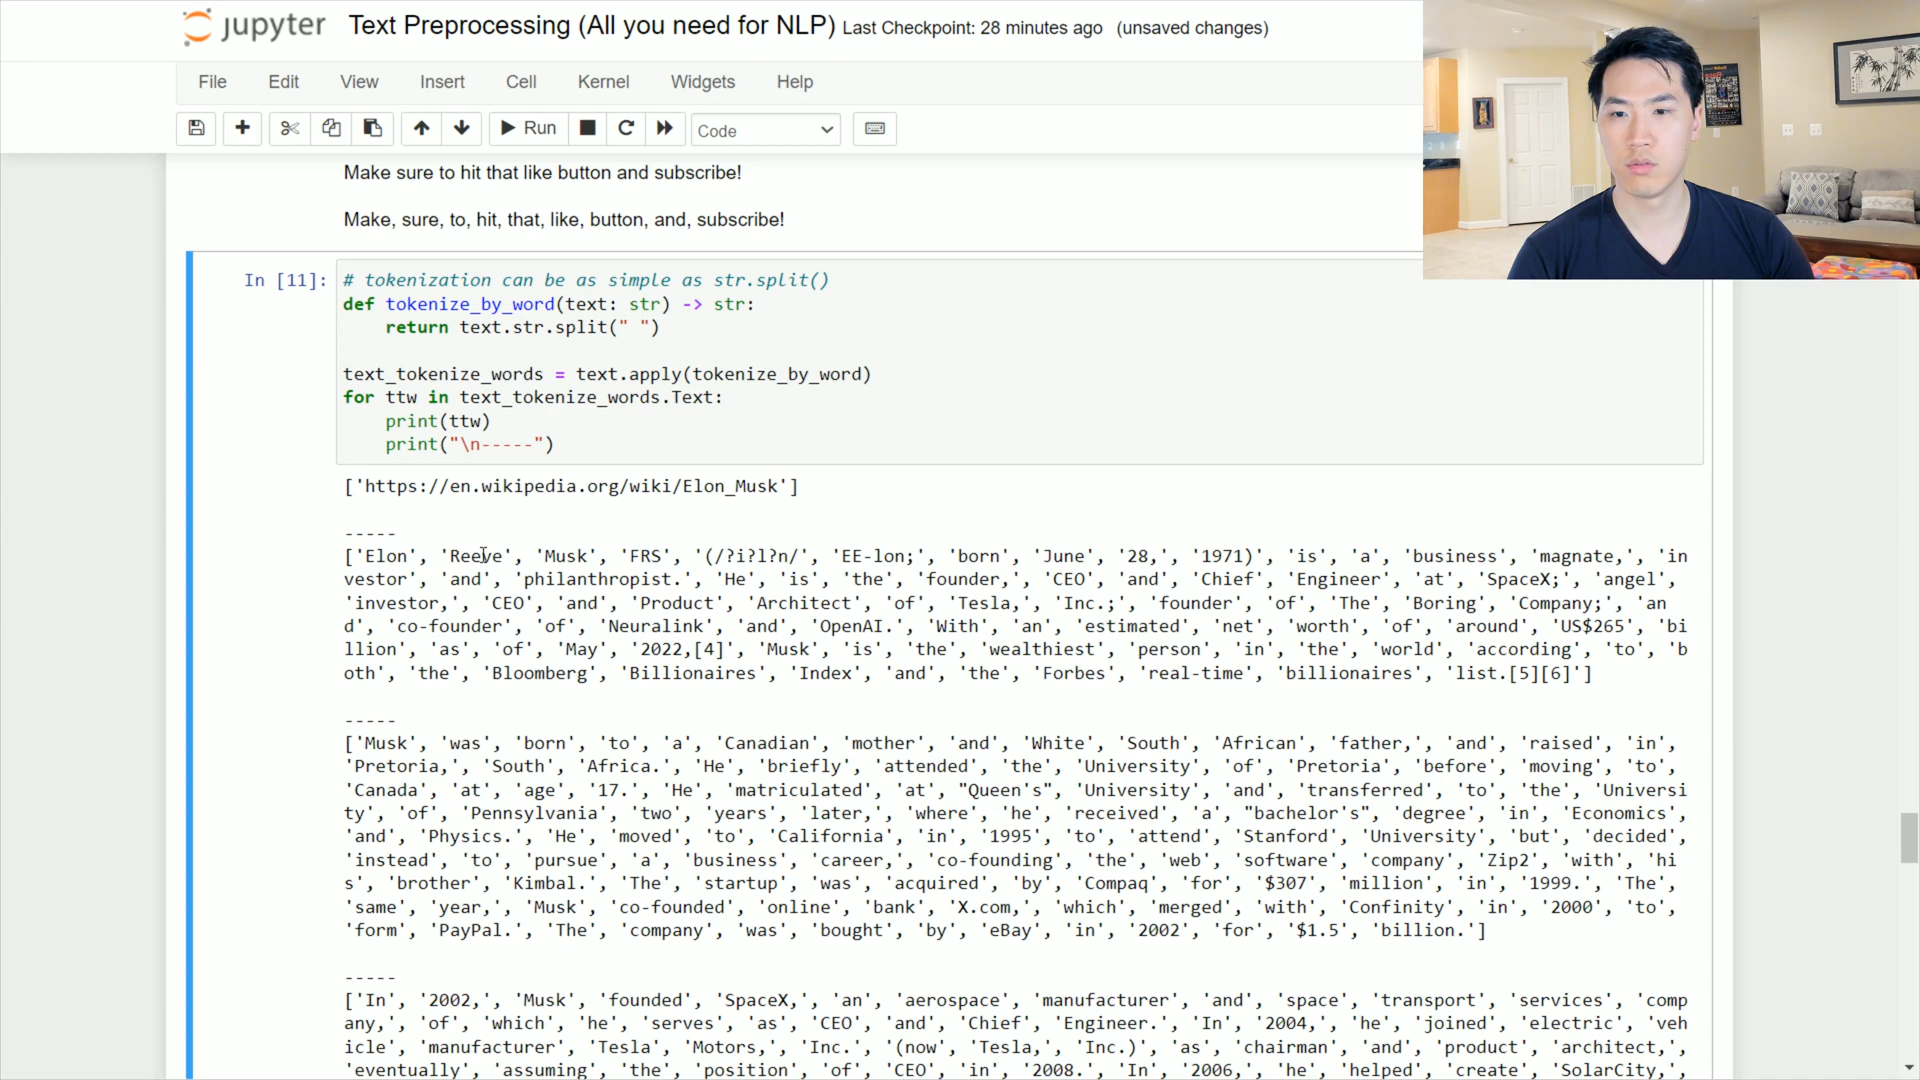 jupyter Text Preprocessing (All you need for NLP) Last Checkpoint: 28 minutes ago (unsaved changes)
File Edit View Insert Cell Kernel Widgets Help
Run Code
Make sure to hit that like button and subscribe!
Make, sure, to, hit, that, like, button, and, subscribe!
In [11]: # tokenization can be as simple as str.split()
def tokenize_by_word(text: str) -> str:
    return text.str.split(" ")
text_tokenize_words = text.apply(tokenize_by_word)
for ttw in text_tokenize_words.Text:
    print(ttw)
    print("\n-----")
['https://en.wikipedia.org/wiki/Elon_Musk']
-----
['Elon', 'Reeve', 'Musk', 'FRS', '(/?i?l?n/', 'EE-lon;', 'born', 'June', '28,', '1971)', 'is', 'a', 'business', 'magnate,', 'in
vestor', 'and', 'philanthropist.', 'He', 'is', 'the', 'founder,', 'CEO', 'and', 'Chief', 'Engineer', 'at', 'SpaceX;', 'angel',
'investor,', 'CEO', 'and', 'Product', 'Architect', 'of', 'Tesla,', 'Inc.;', 'founder', 'of', 'The', 'Boring', 'Company;', 'an
d', 'co-founder', 'of', 'Neuralink', 'and', 'OpenAI.', 'With', 'an', 'estimated', 'net', 'worth', 'of', 'around', 'US$265', 'bi
llion', 'as', 'of', 'May', '2022,[4]', 'Musk', 'is', 'the', 'wealthiest', 'person', 'in', 'the', 'world', 'according', 'to', 'b
oth', 'the', 'Bloomberg', 'Billionaires', 'Index', 'and', 'the', 'Forbes', 'real-time', 'billionaires', 'list.[5][6]']
-----
['Musk', 'was', 'born', 'to', 'a', 'Canadian', 'mother', 'and', 'White', 'South', 'African', 'father,', 'and', 'raised', 'in',
'Pretoria,', 'South', 'Africa.', 'He', 'briefly', 'attended', 'the', 'University', 'of', 'Pretoria', 'before', 'moving', 'to',
'Canada', 'at', 'age', '17.', 'He', 'matriculated', 'at', "Queen's", 'University', 'and', 'transferred', 'to', 'the', 'Universi
ty', 'of', 'Pennsylvania', 'two', 'years', 'later,', 'where', 'he', 'received', 'a', "bachelor's", 'degree', 'in', 'Economics',
'and', 'Physics.', 'He', 'moved', 'to', 'California', 'in', '1995', 'to', 'attend', 'Stanford', 'University', 'but', 'decided',
'instead', 'to', 'pursue', 'a', 'business', 'career,', 'co-founding', 'the', 'web', 'software', 'company', 'Zip2', 'with', 'hi
s', 'brother', 'Kimbal.', 'The', 'startup', 'was', 'acquired', 'by', 'Compaq', 'for', '$307', 'million', 'in', '1999.', 'The',
'same', 'year,', 'Musk', 'co-founded', 'online', 'bank', 'X.com,', 'which', 'merged', 'with', 'Confinity', 'in', '2000', 'to',
'form', 'PayPal.', 'The', 'company', 'was', 'bought', 'by', 'eBay', 'in', '2002', 'for', '$1.5', 'billion.']
-----
['In', '2002,', 'Musk', 'founded', 'SpaceX,', 'an', 'aerospace', 'manufacturer', 'and', 'space', 'transport', 'services', 'comp
any,', 'of', 'which', 'he', 'serves', 'as', 'CEO', 'and', 'Chief', 'Engineer.', 'In', '2004,', 'he', 'joined', 'electric', 'veh
icle', 'manufacturer', 'Tesla', 'Motors,', 'Inc.', '(now', 'Tesla,', 'Inc.)', 'as', 'chairman', 'and', 'product', 'architect,',
'eventually', 'assuming', 'the', 'position', 'of', 'CEO', 'in', '2008.', 'In', '2006,', 'he', 'helped', 'create', 'SolarCity,',